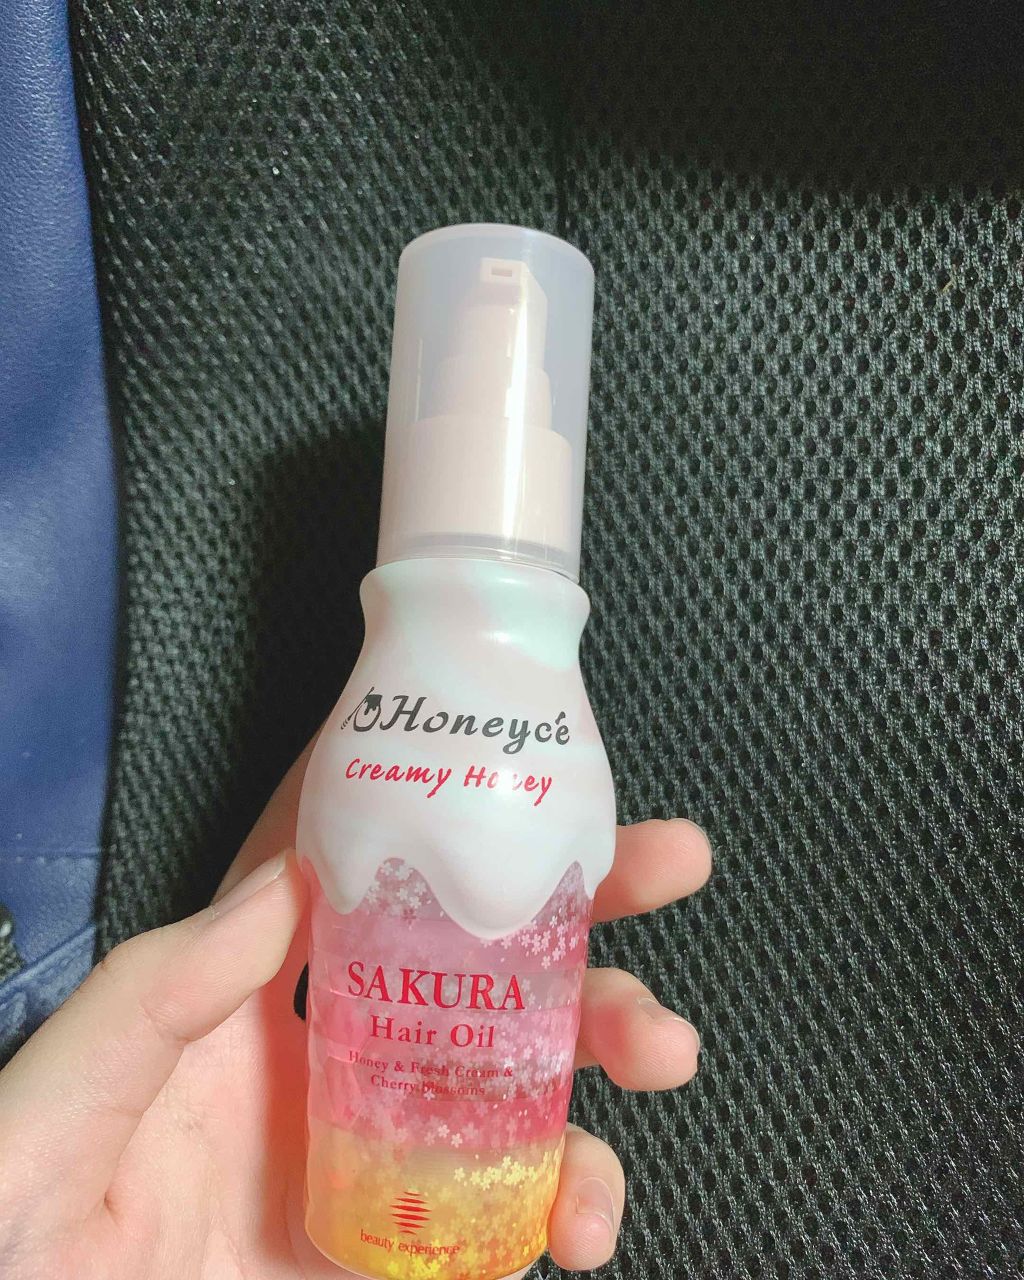 Honeycé
Creamy Honey
SAKURA
Hair Oil
Honey & Fresh Cream &
Cherry blossoms
beauty experience